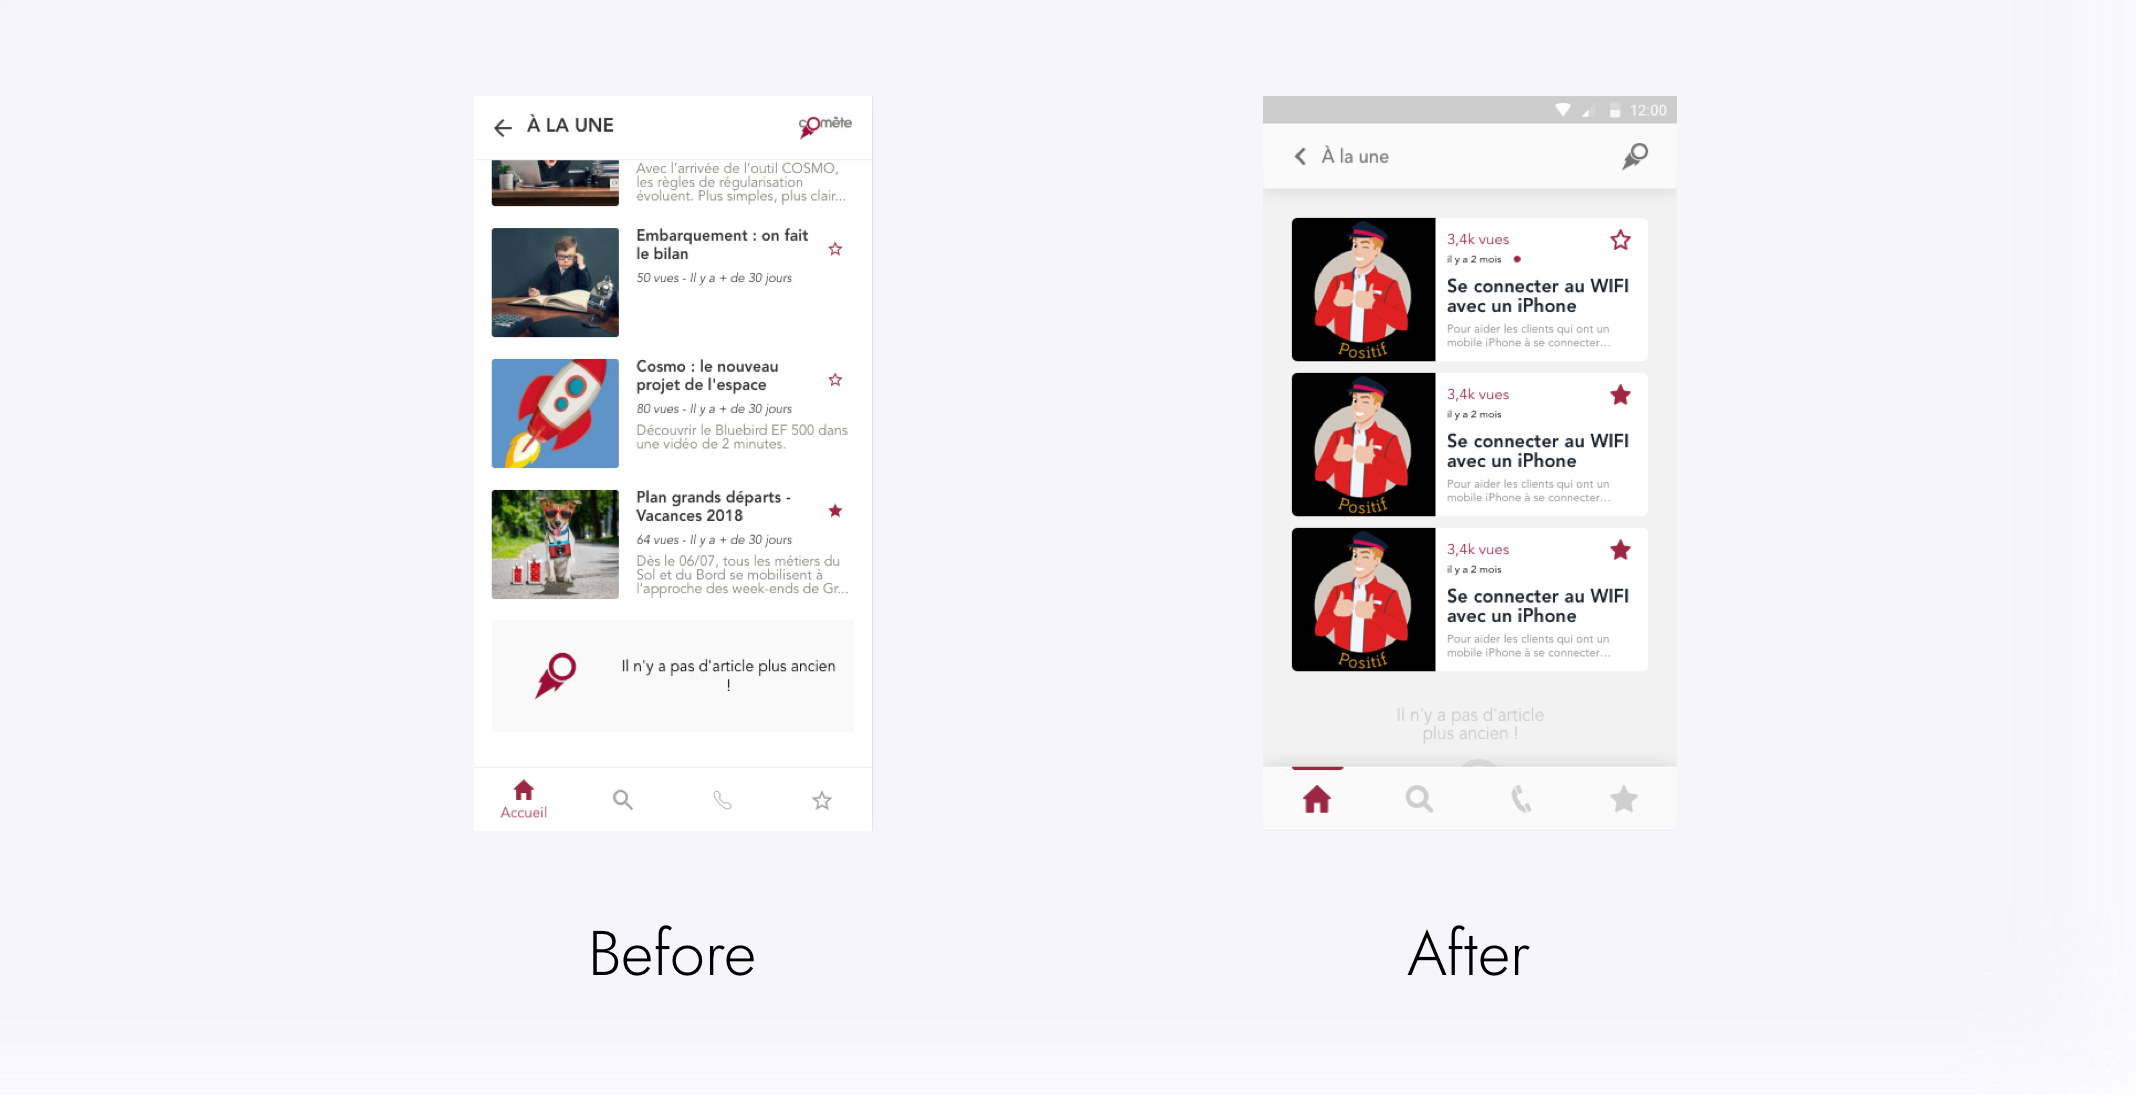 À LA UNE
comète
Avec l'arrivée de l'outil COSMO,
les règles de régularisation
évoluent. Plus simples, plus clair...
Embarquement : on fait
le bilan
50 vues - Il y a + de 30 jours
Cosmo : le nouveau
projet de l'espace
80 vues - Il y a + de 30 jours
Découvrir le Bluebird EF 500 dans
une vidéo de 2 minutes.
Plan grands départs -
Vacances 2018
64 vues - Il y a + de 30 jours
Dès le 06/07, tous les métiers du
Sol et du Bord se mobilisent à
l'approche des week-ends de Gr...
Il n'y a pas d'article plus ancien
!
Accueil
Before
12:00
À la une
Positif
3,4k vues
il y a 2 mois
Se connecter au WIFI
avec un iPhone
Pour aider les clients qui ont un
mobile iPhone à se connecter...
Positif
3,4k vues
il y a 2 mois
Se connecter au WIFI
avec un iPhone
Pour aider les clients qui ont un
mobile iPhone à se connecter...
Positif
3,4k vues
il y a 2 mois
Se connecter au WIFI
avec un iPhone
Pour aider les clients qui ont un
mobile iPhone à se connecter...
Il n'y a pas d'article
plus ancien !
After